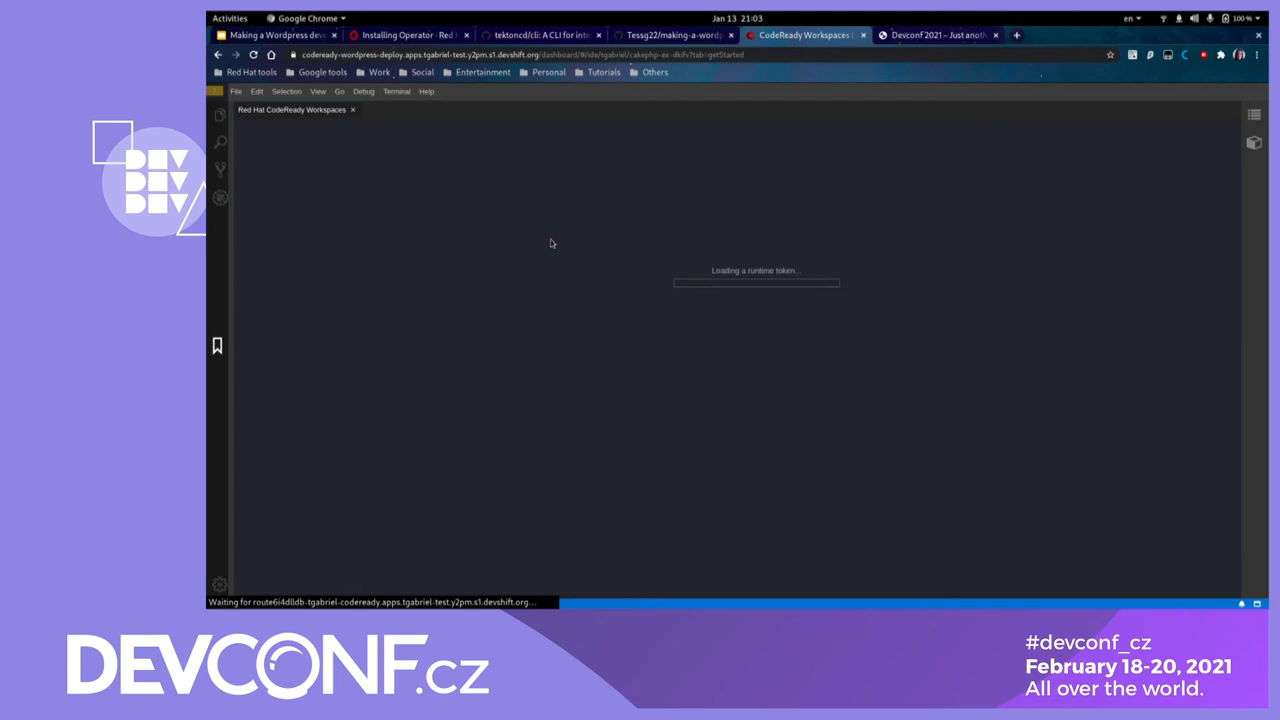 Activities
Google Chrome
Jan 13 21:03
en
100 %
Making a Wordpress dev
Installing Operator · Red H
tektoncd/cli: A CLI for inte
Tessg22/making-a-wordp
CodeReady Workspaces
Devconf 2021 – Just anoth
codeready-wordpress-deploy.apps.tgabriel-test.y2pm.s1.devshift.org/dashboard/#/ide/tgabriel/cakephp-ex-dkifv?tab=getStarted
Red Hat tools
Google tools
Work
Social
Entertainment
Personal
Tutorials
Others
File Edit Selection View Go Debug Terminal Help
Red Hat CodeReady Workspaces
DEV
DEV
DEV
Loading a runtime token...
Waiting for route6i4dlldb-tgabriel-codeready.apps.tgabriel-test.y2pm.s1.devshift.org...
DEVCONF.cz
#devconf_cz
February 18-20, 2021
All over the world.